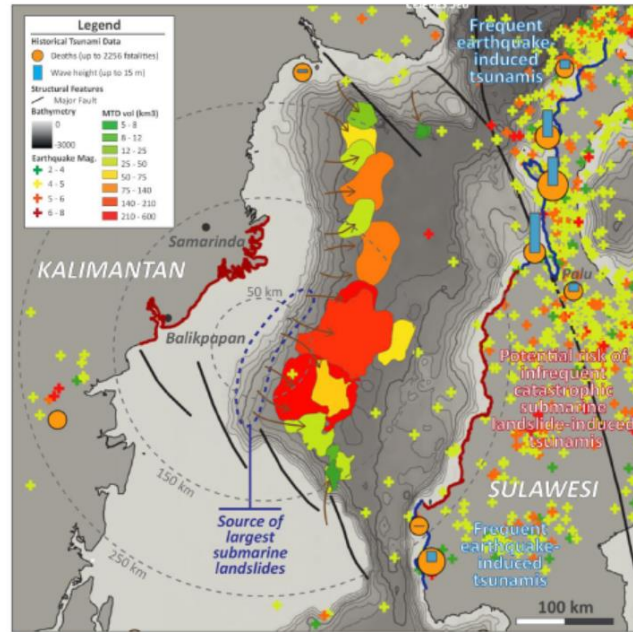 Legend
Historical Tsunami Data
Deaths (up to 2256 fatalities)
Wave height (up to 15 m)
Structural Features
Major Fault
Bathymetry
0
-3000
Earthquake Mag.
2 - 4
4 - 5
5 - 6
6 - 8
MTD vol (km3)
5 - 8
8 - 12
12 - 25
25 - 50
50 - 75
75 - 140
140 - 210
210 - 600
Frequent
earthquake-
induced
tsunamis
Samarinda
KALIMANTAN
50 km
Balikpapan
Palu
Potential risk of
infrequent
catastrophic
submarine
landslide-induced
tsunamis
150 km
SULAWESI
Source of
largest
submarine
landslides
Frequent
earthquake-
induced
tsunamis
250 km
100 km